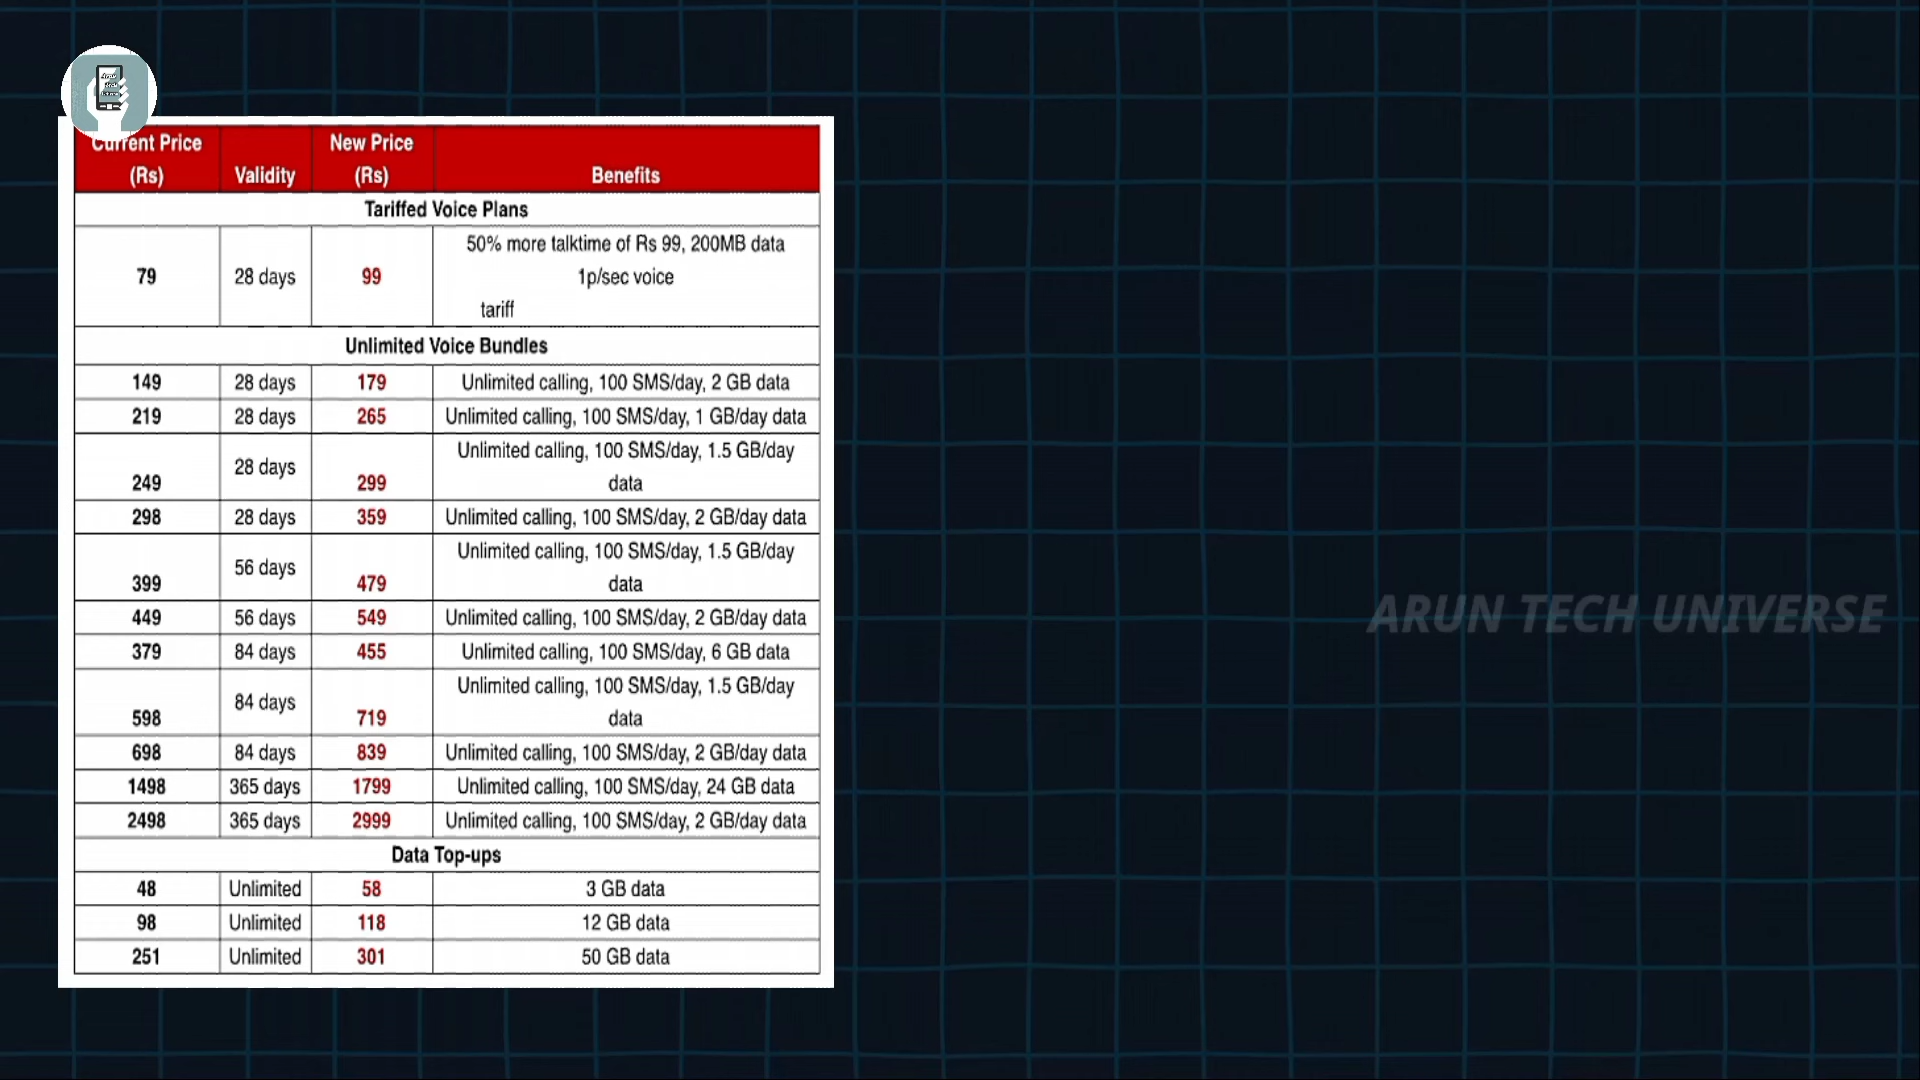 Current Price (Rs) Validity New Price (Rs) Benefits
Tariffed Voice Plans
79 28 days 99 50% more talktime of Rs 99, 200MB data 1p/sec voice tariff
Unlimited Voice Bundles
149 28 days 179 Unlimited calling, 100 SMS/day, 2 GB data
219 28 days 265 Unlimited calling, 100 SMS/day, 1 GB/day data
249 28 days 299 Unlimited calling, 100 SMS/day, 1.5 GB/day data
298 28 days 359 Unlimited calling, 100 SMS/day, 2 GB/day data
399 56 days 479 Unlimited calling, 100 SMS/day, 1.5 GB/day data
449 56 days 549 Unlimited calling, 100 SMS/day, 2 GB/day data
379 84 days 455 Unlimited calling, 100 SMS/day, 6 GB data
598 84 days 719 Unlimited calling, 100 SMS/day, 1.5 GB/day data
698 84 days 839 Unlimited calling, 100 SMS/day, 2 GB/day data
1498 365 days 1799 Unlimited calling, 100 SMS/day, 24 GB data
2498 365 days 2999 Unlimited calling, 100 SMS/day, 2 GB/day data
Data Top-ups
48 Unlimited 58 3 GB data
98 Unlimited 118 12 GB data
251 Unlimited 301 50 GB data
ARUN TECH UNIVERSE